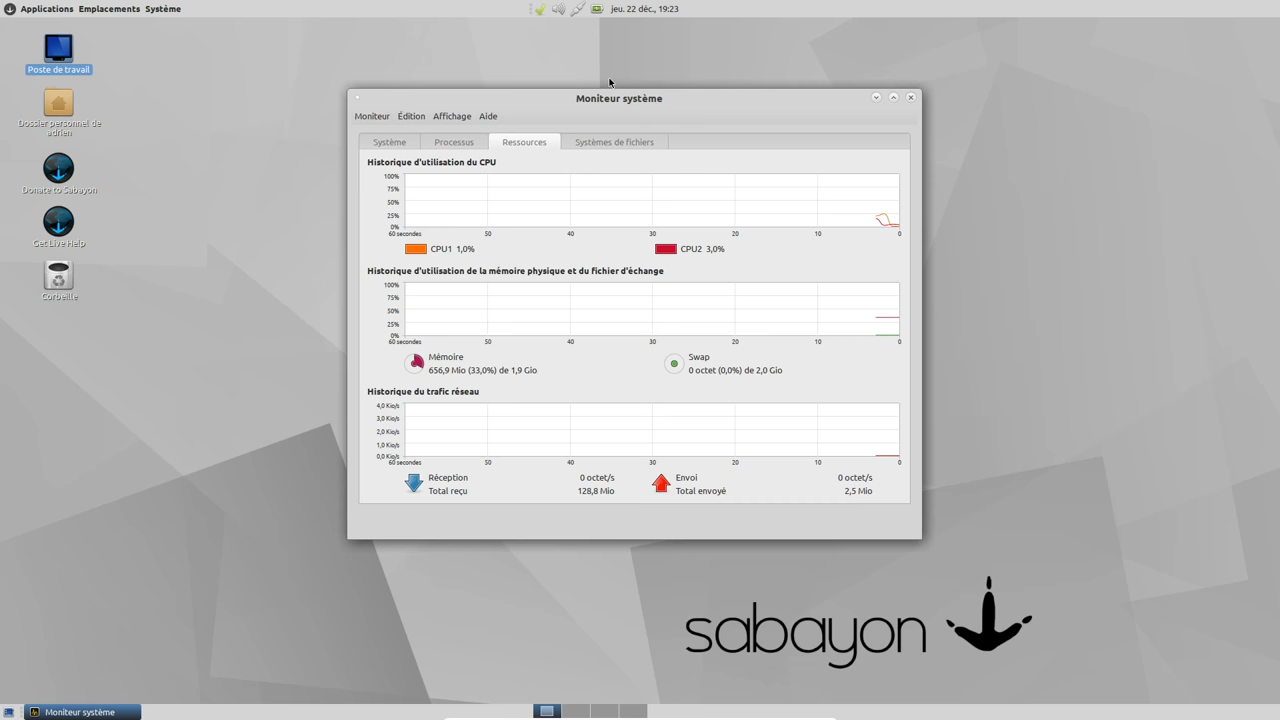 Applications Emplacements Système
jeu. 22 déc., 19:23
Poste de travail
Dossier personnel de
adrien
Donate to Sabayon
Get Live Help
Corbeille
Moniteur système
Moniteur Édition Affichage Aide
Système Processus Ressources Systèmes de fichiers
Historique d'utilisation du CPU
100%
75%
50%
25%
0%
60 secondes 50 40 30 20 10 0
CPU1 1,0% CPU2 3,0%
Historique d'utilisation de la mémoire physique et du fichier d'échange
100%
75%
50%
25%
0%
60 secondes 50 40 30 20 10 0
Mémoire Swap
656,9 Mio (33,0%) de 1,9 Gio 0 octet (0,0%) de 2,0 Gio
Historique du trafic réseau
4,0 Kio/s
3,0 Kio/s
2,0 Kio/s
1,0 Kio/s
0,0 Kio/s
60 secondes 50 40 30 20 10 0
Réception 0 octet/s Envoi 0 octet/s
Total reçu 128,8 Mio Total envoyé 2,5 Mio
sabayon
Moniteur système